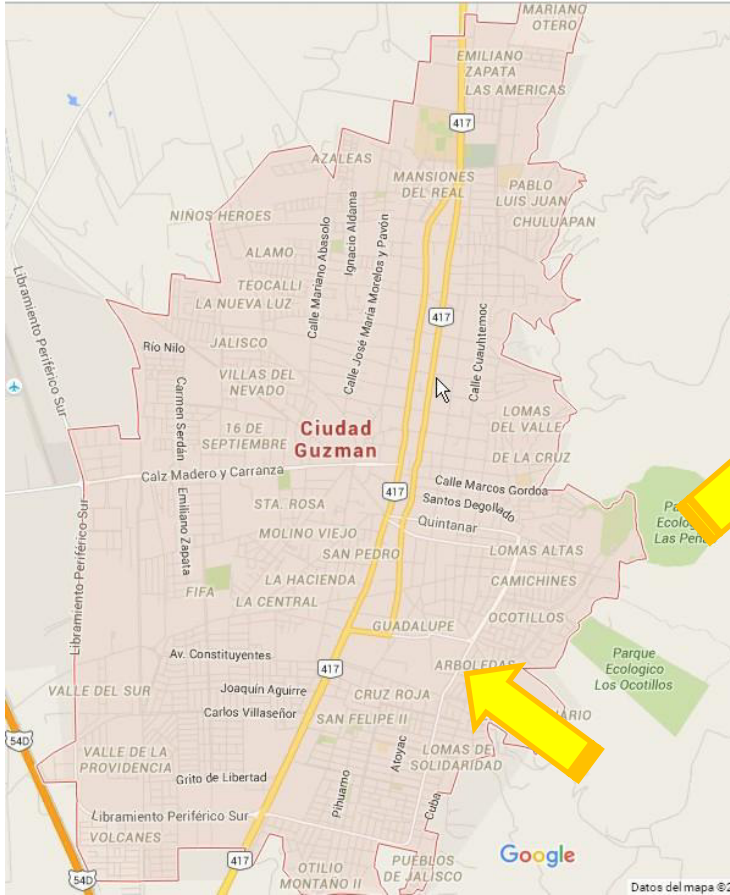 MARIANO
OTERO
EMILIANO
ZAPATA
LAS AMERICAS
417
AZALEAS
MANSIONES
DEL REAL
PABLO
LUIS JUAN
CHULUAPAN
NIÑOS HEROES
Calle Mariano Abasolo
Ignacio Aldama
Calle José María Morelos y Pavón
ALAMO
TEOCALLI
LA NUEVA LUZ
Libramiento Periférico Sur
417
Calle Cuauhtemoc
Río Nilo
JALISCO
VILLAS DEL
NEVADO
Carmen Serdán
16 DE
SEPTIEMBRE
Ciudad
Guzman
LOMAS
DEL VALLE
DE LA CRUZ
Calz Madero y Carranza
417
Calle Marcos Gordoa
Santos Degollado
Quintanar
Emiliano Zapata
STA. ROSA
MOLINO VIEJO
SAN PEDRO
LOMAS ALTAS
Las
Libramiento Periférico Sur
LA HACIENDA
CAMICHINES
FIFA
LA CENTRAL
OCOTILLOS
GUADALUPE
Av. Constituyentes
417
ARBOLEDAS
Parque
Ecologico
Los Ocotillos
VALLE DEL SUR
Joaquín Aguirre
CRUZ ROJA
Carlos Villaseñor
SAN FELIPE II
54D
VALLE DE LA
PROVIDENCIA
Atoyac
LOMAS DE
SOLIDARIDAD
Grito de Libertad
Pihuamo
Cuba
Libramiento Periférico Sur
VOLCANES
417
54D
OTILIO
MONTAÑO II
PUEBLOS
DE JALISCO
Google
Datos del mapa ©2